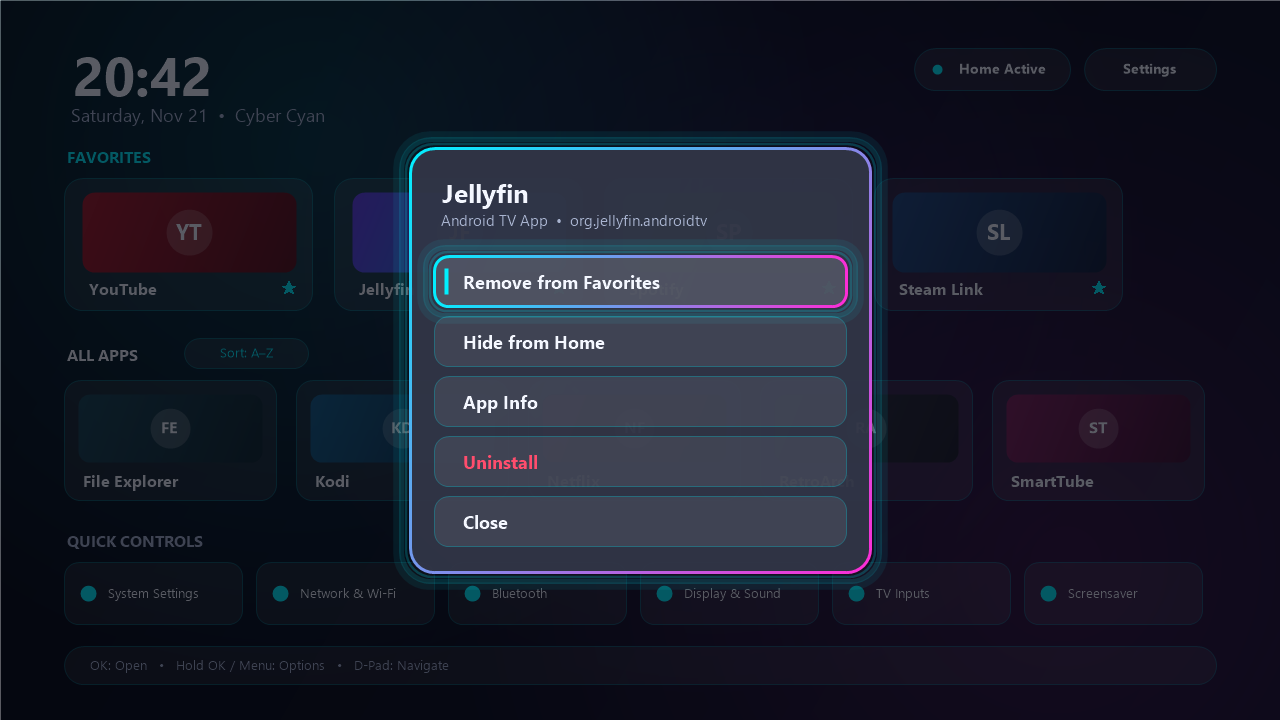 20:42
Saturday, Nov 21 • Cyber Cyan
Home Active
Settings
FAVORITES
YT
YouTube
Jellyfin
SP
SL
Steam Link
Jellyfin
Android TV App • org.jellyfin.androidtv
Remove from Favorites
Hide from Home
App Info
Uninstall
Close
ALL APPS
Sort: A–Z
FE
File Explorer
KD
Kodi
Netflix
RA
ST
SmartTube
QUICK CONTROLS
System Settings
Network & Wi-Fi
Bluetooth
Display & Sound
TV Inputs
Screensaver
OK: Open • Hold OK / Menu: Options • D-Pad: Navigate